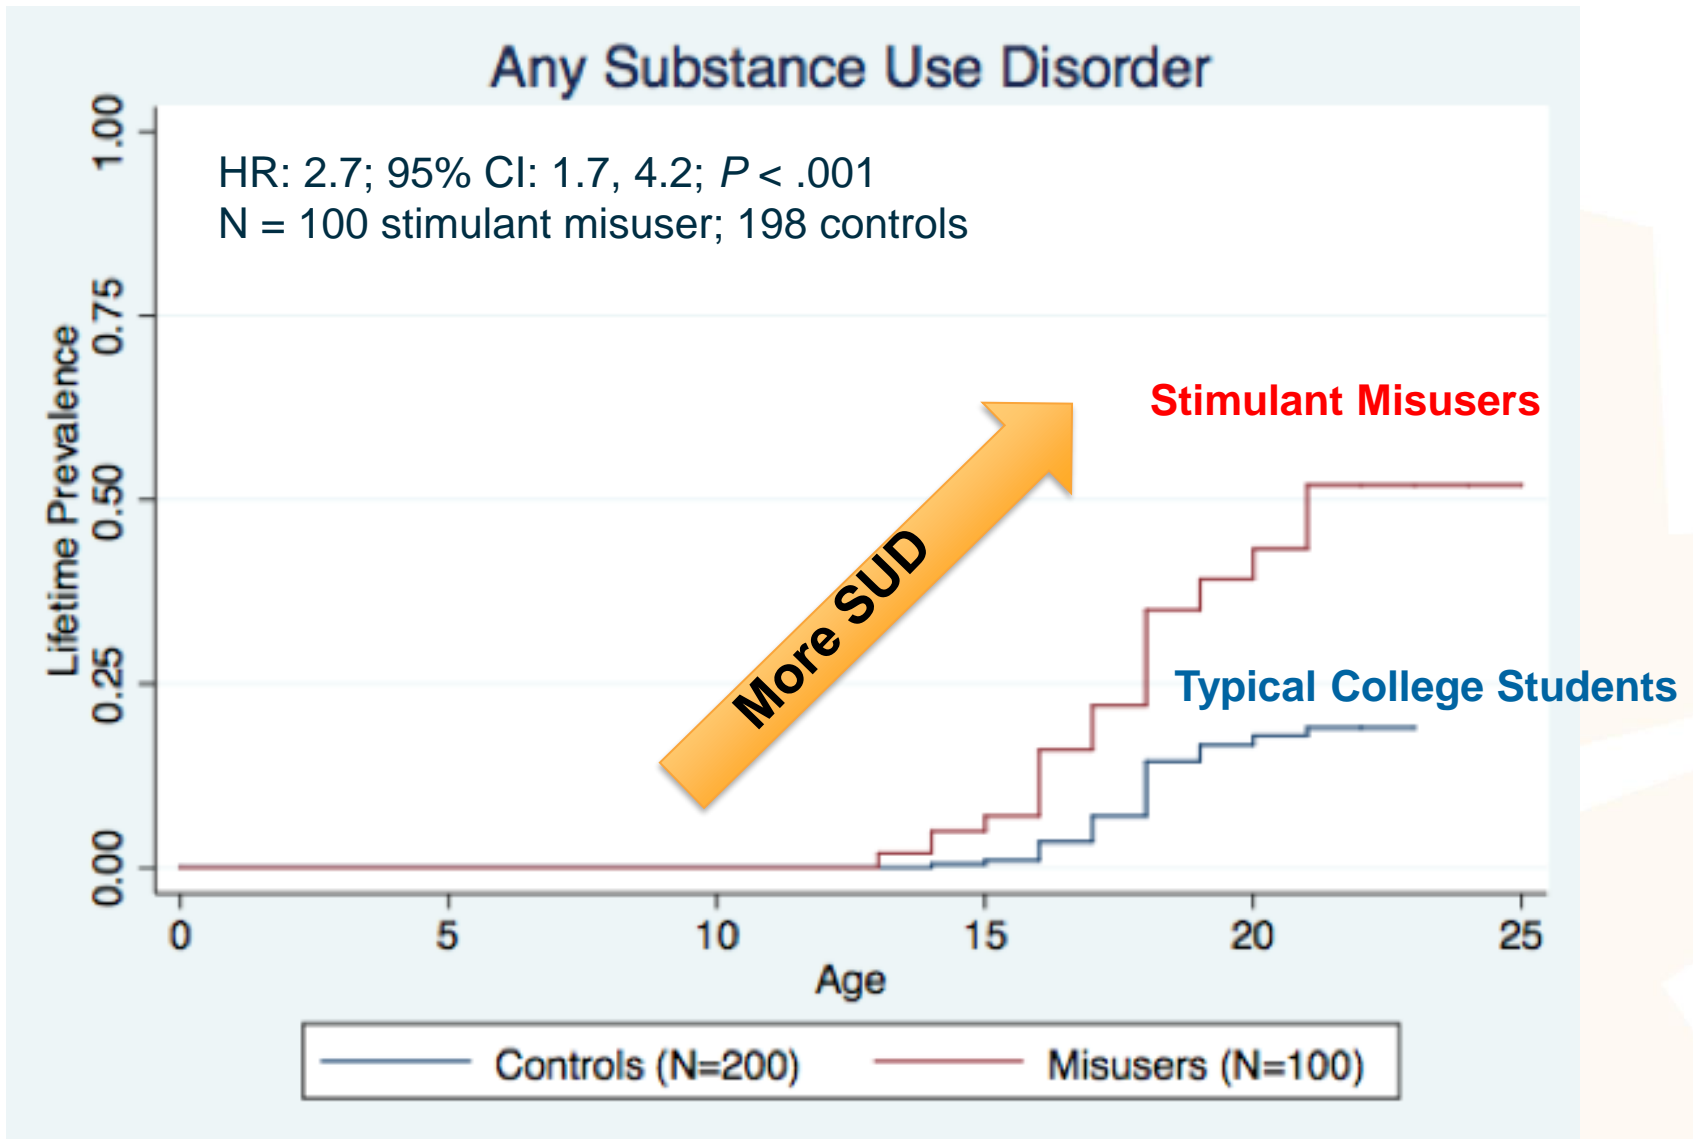 Any Substance Use Disorder
HR: 2.7; 95% CI: 1.7, 4.2; P < .001
N = 100 stimulant misuser; 198 controls
Lifetime Prevalence
1.00
0.75
0.50
0.25
0.00
Stimulant Misusers
More SUD
Typical College Students
0 5 10 15 20 25
Age
Controls (N=200) Misusers (N=100)